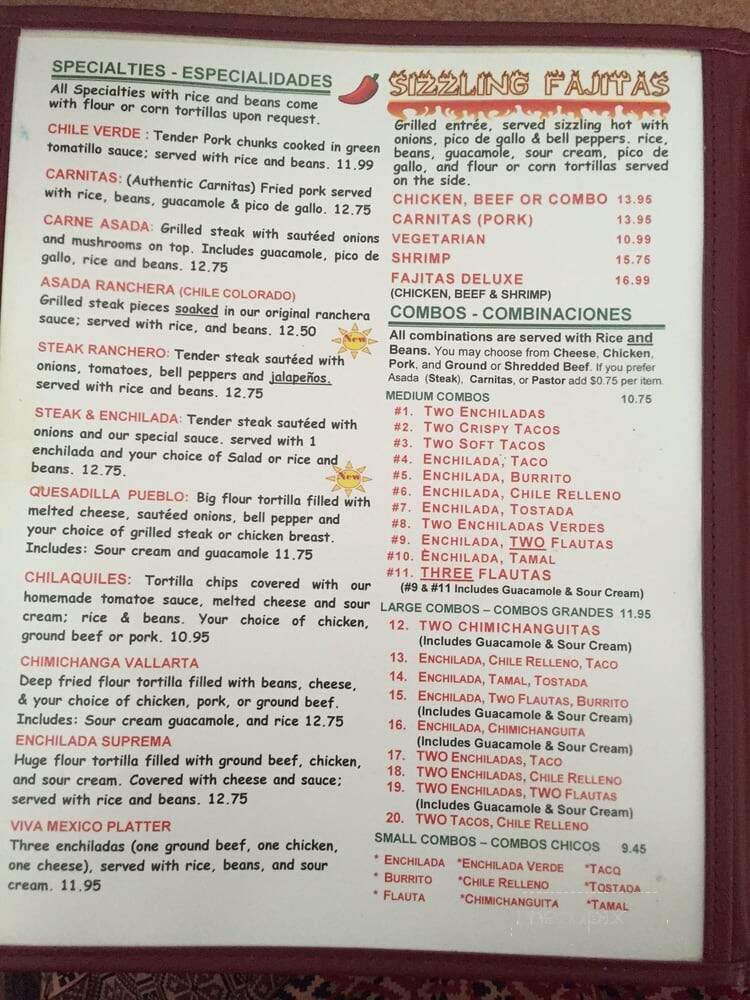 SPECIALTIES - ESPECIALIDADES
All Specialties with rice and beans come
with flour or corn tortillas upon request.
CHILE VERDE : Tender Pork chunks cooked in green
tomatillo sauce; served with rice and beans. 11.99
CARNITAS: (Authentic Carnitas) Fried pork served
with rice, beans, guacamole & pico de gallo. 12.75
CARNE ASADA: Grilled steak with sautéed onions
and mushrooms on top. Includes guacamole, pico de
gallo, rice and beans. 12.75
ASADA RANCHERA (CHILE COLORADO)
Grilled steak pieces soaked in our original ranchera
sauce; served with rice, and beans. 12.50
New
STEAK RANCHERO: Tender steak sautéed with
onions, tomatoes, bell peppers and jalapeños.
served with rice and beans. 12.75
STEAK & ENCHILADA: Tender steak sautéed with
onions and our special sauce. served with 1
enchilada and your choice of Salad or rice and
beans. 12.75.
New
QUESADILLA PUEBLO: Big flour tortilla filled with
melted cheese, sautéed onions, bell pepper and
your choice of grilled steak or chicken breast.
Includes: Sour cream and guacamole 11.75
CHILAQUILES: Tortilla chips covered with our
homemade tomatoe sauce, melted cheese and sour
cream; rice & beans. Your choice of chicken,
ground beef or pork. 10.95
CHIMICHANGA VALLARTA
Deep fried flour tortilla filled with beans, cheese,
& your choice of chicken, pork, or ground beef.
Includes: Sour cream guacamole, and rice 12.75
ENCHILADA SUPREMA
Huge flour tortilla filled with ground beef, chicken,
and sour cream. Covered with cheese and sauce;
served with rice and beans. 12.75
VIVA MEXICO PLATTER
Three enchiladas (one ground beef, one chicken,
one cheese), served with rice, beans, and sour
cream. 11.95
SIZZLING FAJITAS
Grilled entrée, served sizzling hot with
onions, pico de gallo & bell peppers. rice,
beans, guacamole, sour cream, pico de
gallo, and flour or corn tortillas served
on the side.
CHICKEN, BEEF OR COMBO 13.95
CARNITAS (PORK) 13.95
VEGETARIAN 10.99
SHRIMP 15.75
FAJITAS DELUXE 16.99
(CHICKEN, BEEF & SHRIMP)
COMBOS - COMBINACIONES
All combinations are served with Rice and
Beans. You may choose from Cheese, Chicken,
Pork, and Ground or Shredded Beef. If you prefer
Asada (Steak), Carnitas, or Pastor add $0.75 per item.
MEDIUM COMBOS 10.75
#1. TWO ENCHILADAS
#2. TWO CRISPY TACOS
#3. TWO SOFT TACOS
#4. ENCHILADA, TACO
#5. ENCHILADA, BURRITO
#6. ENCHILADA, CHILE RELLENO
#7. ENCHILADA, TOSTADA
#8. TWO ENCHILADAS VERDES
#9. ENCHILADA, TWO FLAUTAS
#10. ENCHILADA, TAMAL
#11. THREE FLAUTAS
(#9 & #11 Includes Guacamole & Sour Cream)
LARGE COMBOS – COMBOS GRANDES 11.95
12. TWO CHIMICHANGUITAS
(Includes Guacamole & Sour Cream)
13. ENCHILADA, CHILE RELLENO, TACO
14. ENCHILADA, TAMAL, TOSTADA
15. ENCHILADA, TWO FLAUTAS, BURRITO
(Includes Guacamole & Sour Cream)
16. ENCHILADA, CHIMICHANGUITA
(Includes Guacamole & Sour Cream)
17. TWO ENCHILADAS, TACO
18. TWO ENCHILADAS, CHILE RELLENO
19. TWO ENCHILADAS, TWO FLAUTAS
(Includes Guacamole & Sour Cream)
20. TWO TACOS, CHILE RELLENO
SMALL COMBOS – COMBOS CHICOS 9.45
* ENCHILADA *ENCHILADA VERDE *TACO
* BURRITO *CHILE RELLENO *TOSTADA
* FLAUTA *CHIMICHANGUITA *TAMAL